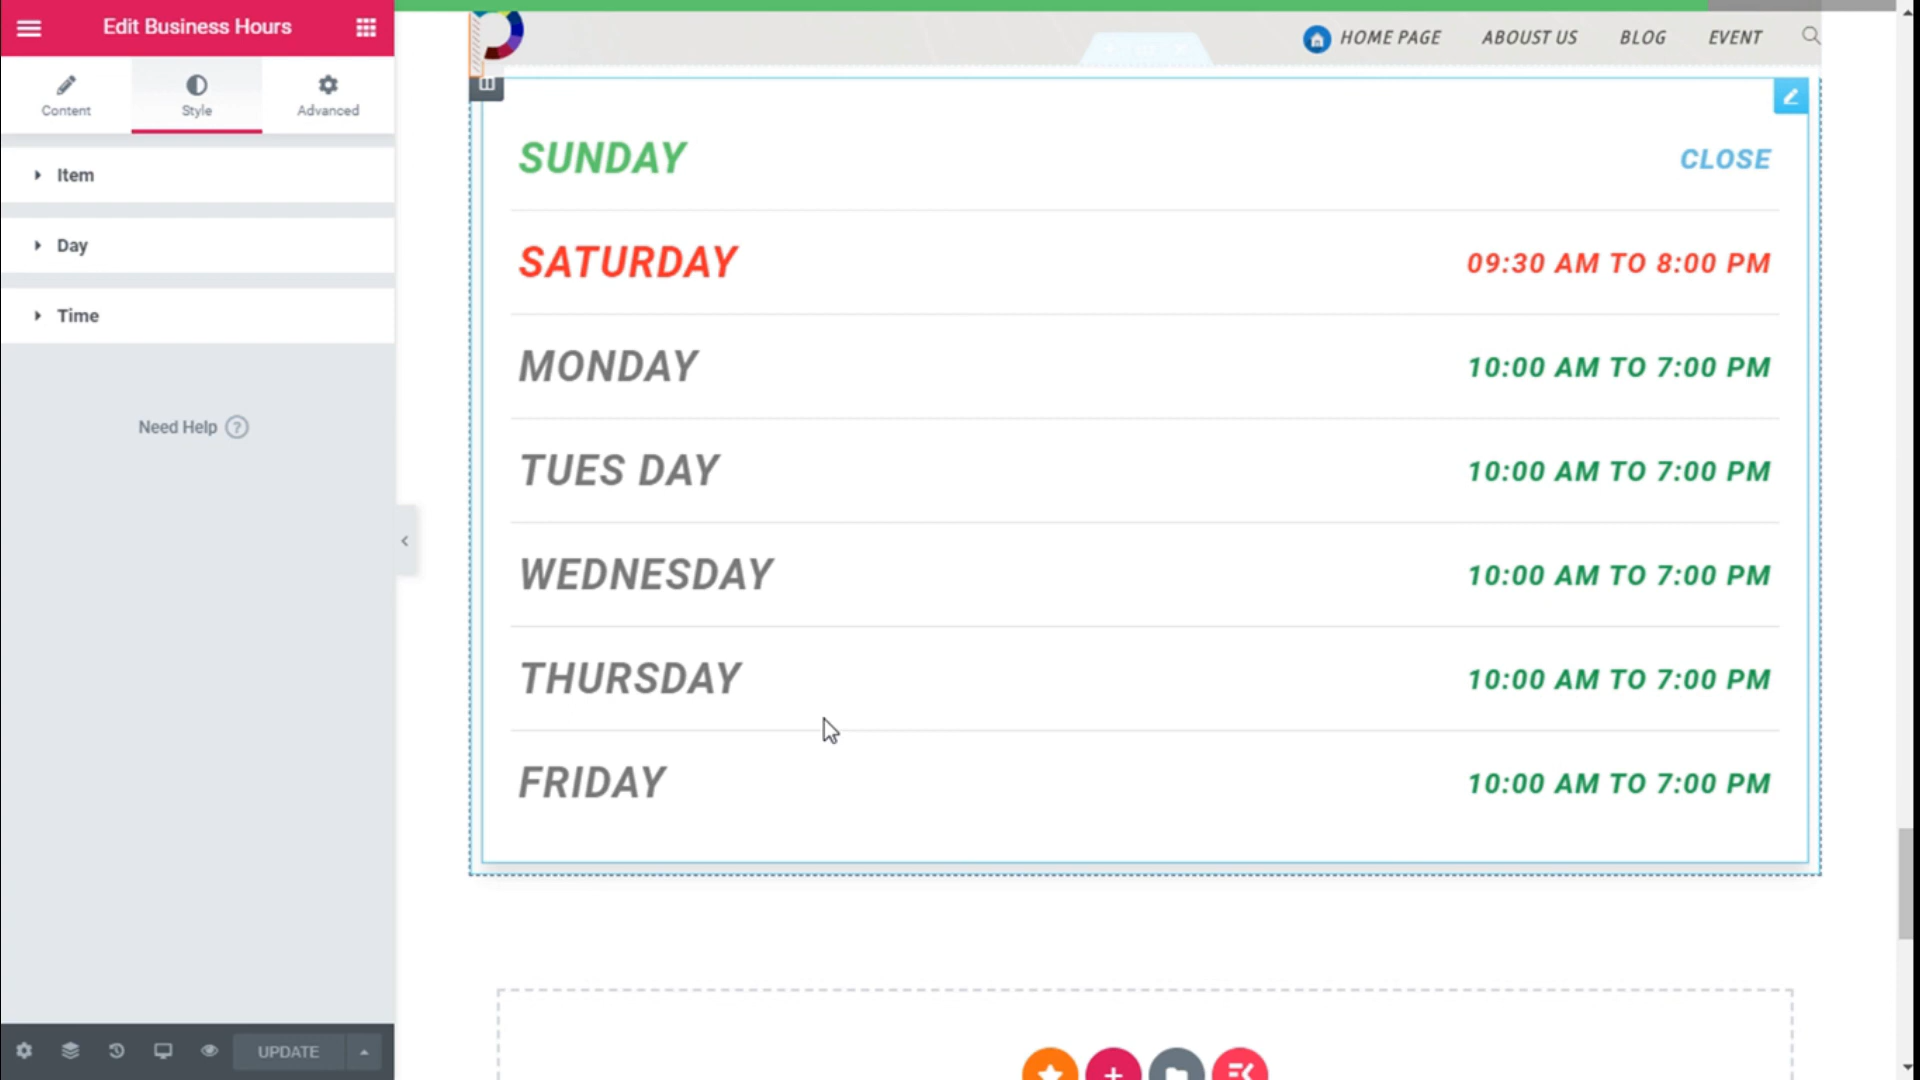 Edit Business Hours
HOME PAGE ABOUST US BLOG EVENT
Content Style Advanced
Item
Day
Time
Need Help ?
SUNDAY CLOSE
SATURDAY 09:30 AM TO 8:00 PM
MONDAY 10:00 AM TO 7:00 PM
TUES DAY 10:00 AM TO 7:00 PM
WEDNESDAY 10:00 AM TO 7:00 PM
THURSDAY 10:00 AM TO 7:00 PM
FRIDAY 10:00 AM TO 7:00 PM
UPDATE